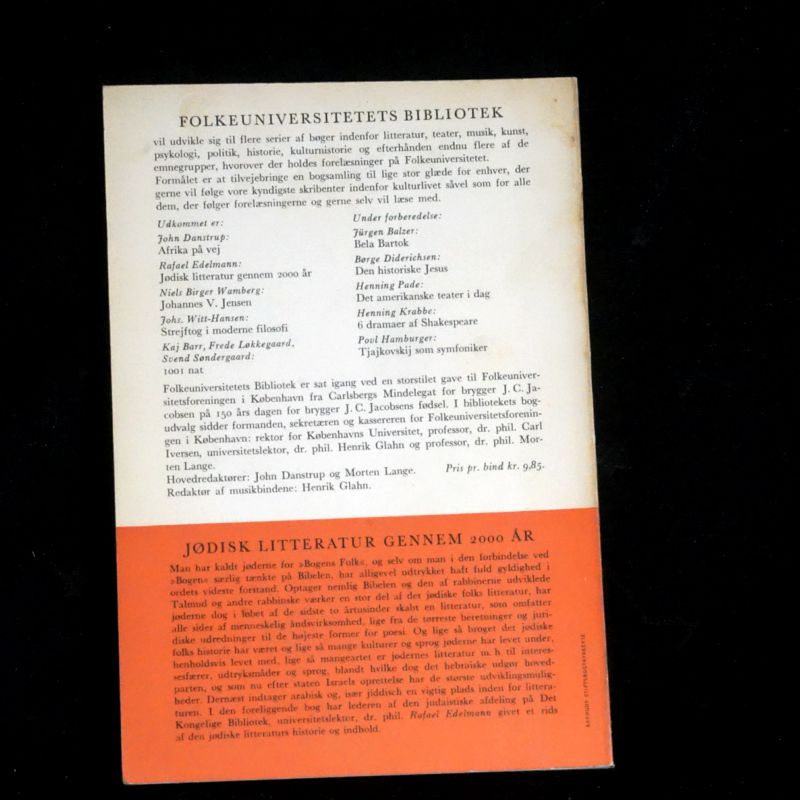 FOLKEUNIVERSITETETS BIBLIOTEK
vil udvikle sig til flere serier af bøger indenfor litteratur, teater, musik, kunst,
psykologi, politik, historie, kulturhistorie og efterhånden endnu flere af de
emnegrupper, hvorover der holdes forelæsninger på Folkeuniversitetet.
Formålet er at tilvejebringe en bogsamling til lige stor glæde for enhver, der
gerne vil følge vore kyndigste skribenter indenfor kulturlivet såvel som for alle
dem, der følger forelæsningerne og gerne selv vil læse med.
Udkommet er:
John Danstrup:
Afrika på vej
Rafael Edelmann:
Jødisk litteratur gennem 2000 år
Niels Birger Wamberg:
Johannes V. Jensen
Johs. Witt-Hansen:
Strejftog i moderne filosofi
Kaj Barr, Frede Løkkegaard,
Svend Søndergaard:
1001 nat
Under forberedelse:
Jürgen Balzer:
Bela Bartok
Børge Diderichsen:
Den historiske Jesus
Henning Pade:
Det amerikanske teater i dag
Henning Krabbe:
6 dramaer af Shakespeare
Povl Hamburger:
Tjajkovskij som symfoniker
Folkeuniversitetets Bibliotek er sat igang ved en storstilet gave til Folkeuniver-
sitetsforeningen i København fra Carlsbergs Mindelegat for brygger J. C. Ja-
cobsen på 150 års dagen for brygger J. C. Jacobsens fødsel. I bibliotekets bog-
udvalg sidder formanden, sekretæren og kassereren for Folkeuniversitetsforenin-
gen i København: rektor for Københavns Universitet, professor, dr. phil. Carl
Iversen, universitetslektor, dr. phil. Henrik Glahn og professor, dr. phil. Mor-
ten Lange.
Hovedredaktører: John Danstrup og Morten Lange.
Redaktør af musikbindene: Henrik Glahn.
Pris pr. bind kr. 9,85.
JØDISK LITTERATUR GENNEM 2000 ÅR
Man har kaldt jøderne for »Bogens Folk«, og selv om man i den forbindelse ved
»Bogen« særlig tænkte på Bibelen, har alligevel udtrykket haft fuld gyldighed i
ordets videste forstand. Optager nemlig Bibelen og den af rabbinerne udviklede
Talmud og andre rabbinske værker en stor del af det jødiske folks litteratur, har
jøderne dog i løbet af de sidste to årtusinder skabt en litteratur, som omfatter
alle sider af menneskelig åndsvirksomhed, lige fra de tørreste beretninger og juri-
diske udredninger til de højeste former for poesi. Og lige så broget det jødiske
folks historie har været og lige så mange kulturer og sprog jøderne har levet under,
henholdsvis levet med, lige så mangeartet er jødernes litteratur m. h. til interes-
sesfærer, udtryksmåder og sprog, blandt hvilke dog det hebraiske udgør hoved-
parten, og som nu efter staten Israels oprettelse har de største udviklingsmulig-
heder. Dernæst indtager arabisk og, især jiddisch en vigtig plads inden for littera-
turen. I den foreliggende bog har lederen af den judaistiske afdeling på Det
Kongelige Bibliotek, universitetslektor, dr. phil. Rafael Edelmann givet et rids
af den jødiske litteraturs historie og indhold.